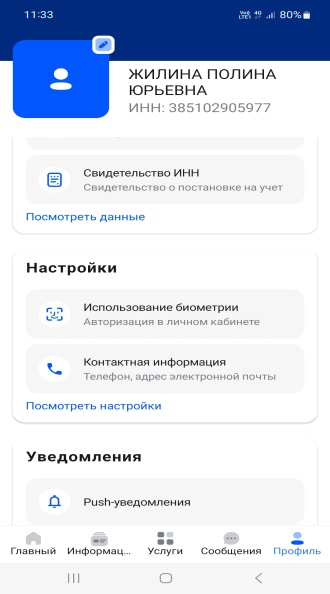 11:33
80%
ЖИЛИНА ПОЛИНА
ЮРЬЕВНА
ИНН: 385102905977
Свидетельство ИНН
Свидетельство о постановке на учет
Посмотреть данные
Настройки
Использование биометрии
Авторизация в личном кабинете
Контактная информация
Телефон, адрес электронной почты
Посмотреть настройки
Уведомления
Push-уведомления
Главный Информац... Услуги Сообщения Профиль